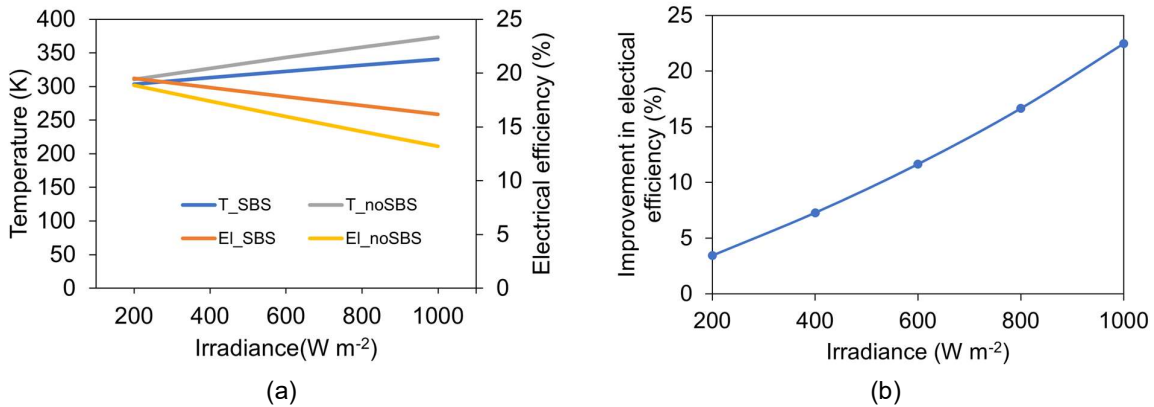 400
350
300
250
200
150
100
50
0
Temperature (K)
25
20
15
10
5
0
Electrical efficiency (%)
T_SBS
T_noSBS
El_SBS
El_noSBS
200 400 600 800 1000
Irradiance(W m-2)
(a)
25
20
15
10
5
0
Improvement in electical
efficiency (%)
200 400 600 800 1000
Irradiance (W m-2)
(b)